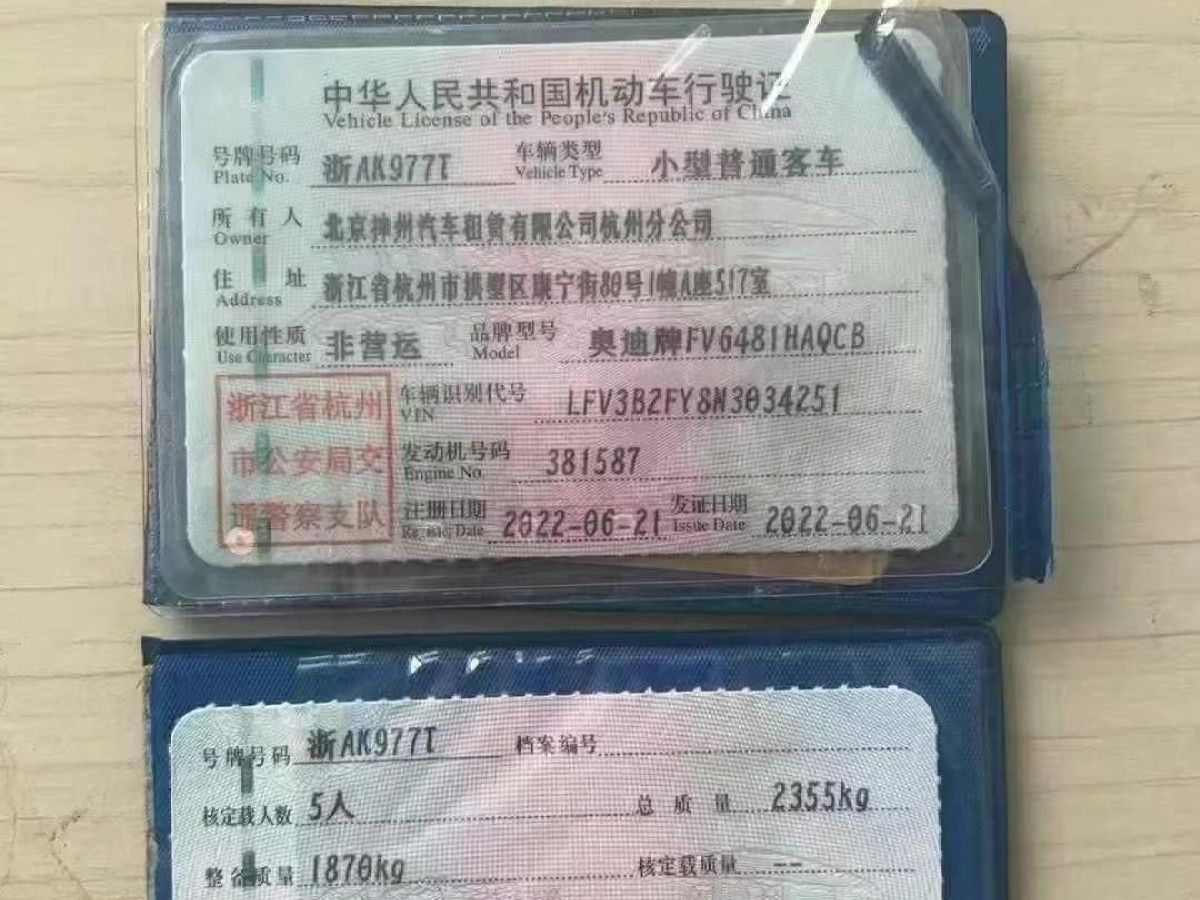 中华人民共和国机动车行驶证
Vehicle License of the People's Republic of China
号牌号码 浙AK977T 车辆类型 小型普通客车
Plate No. Vehicle Type
所有人 北京神州汽车租赁有限公司杭州分公司
Owner
住址 浙江省杭州市拱墅区康宁街80号1幢A座517室
Address
使用性质 非营运 品牌型号 奥迪牌FV6481HAQCB
Use Character Model
浙江省杭州
市公安局交
通警察支队
车辆识别代号 LFV3B2FY8N3034251
VIN
发动机号码 381587
Engine No.
注册日期 2022-06-21 发证日期 2022-06-21
Register Date Issue Date
号牌号码 浙AK977T 档案编号
核定载人数 5人 总质量 2355kg
整备质量 1870kg 核定载质量 --